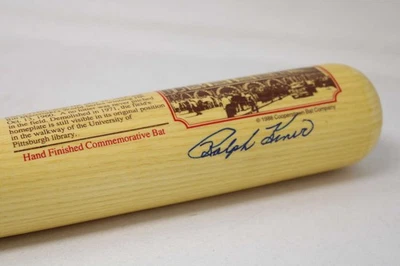 in the field. Demolished in 1971, the field's
homeplate is still visible in its original position
in the walkway of the University of
Pittsburgh library.
Hand Finished Commemorative Bat
© 1988 Cooperstown Bat Company
Ralph Kiner